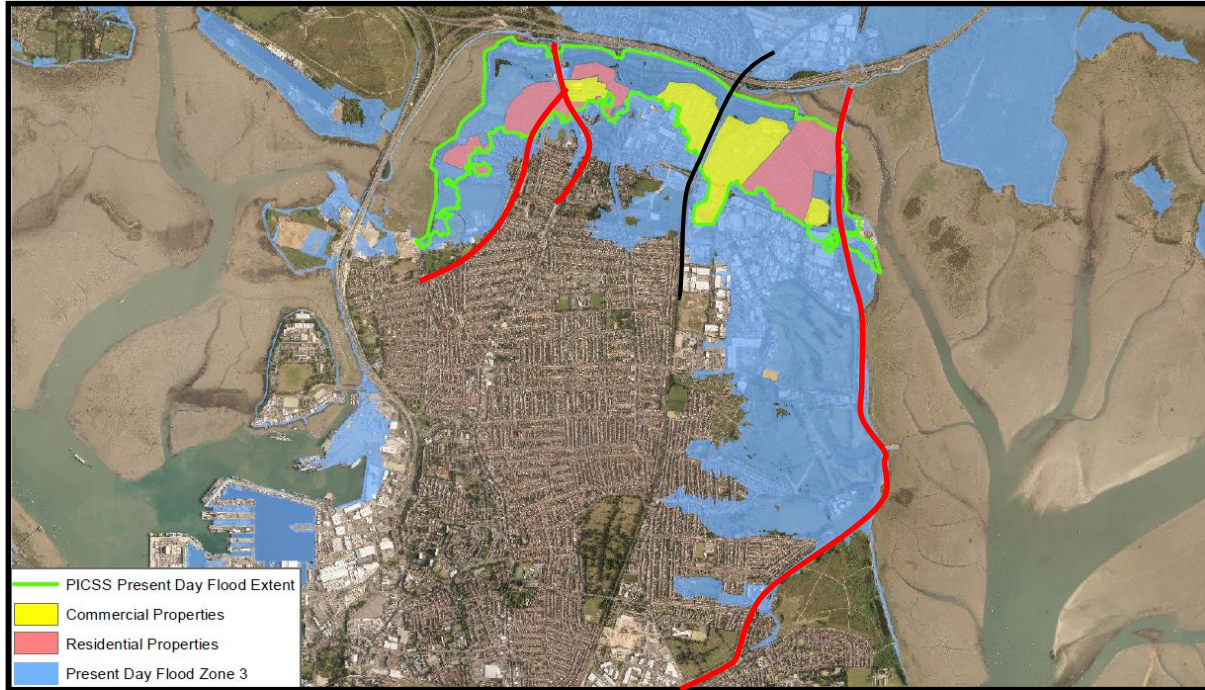 PICSS Present Day Flood Extent
Commercial Properties
Residential Properties
Present Day Flood Zone 3